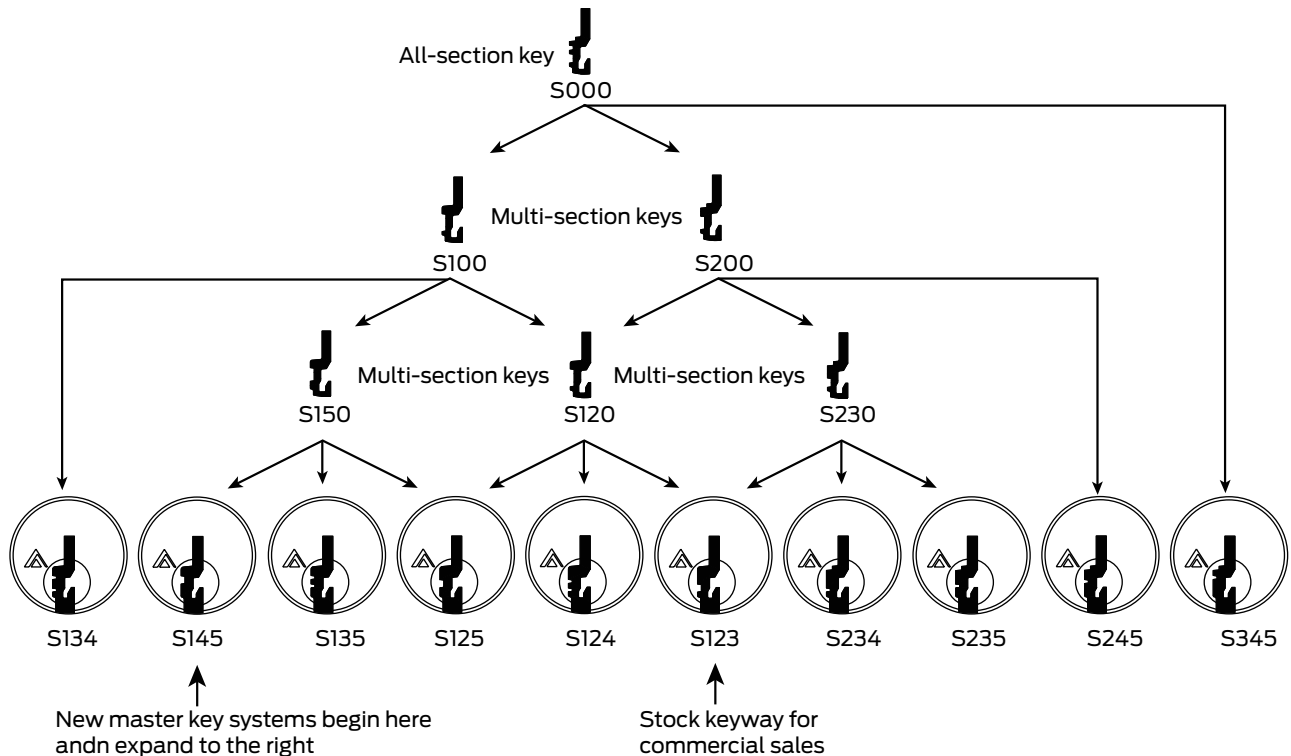 All-section key
S000
Multi-section keys
S100
S200
Multi-section keys
Multi-section keys
S150
S120
S230
S134
S145
S135
S125
S124
S123
S234
S235
S245
S345
New master key systems begin here
andn expand to the right
Stock keyway for
commercial sales